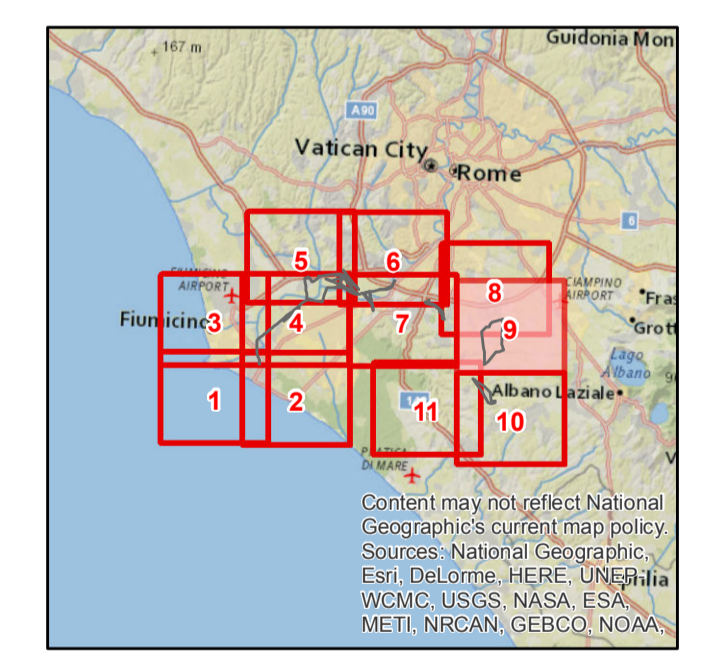 Guidonia Mon
167 m
A90
Vatican City
Rome
6
5
6
8
FIUMICINO
AIRPORT
CIAMPINO
AIRPORT
Fras
Fiumicino
3
4
7
9
Grott
Lago
Albano
1
2
11
10
Albano Laziale
PRATICA
DI MARE
V
Content may not reflect National
Geographic's current map policy.
Sources: National Geographic,
Esri, DeLorme, HERE, UNEP-
WCMC, USGS, NASA, ESA,
METI, NRCAN, GEBCO, NOAA,